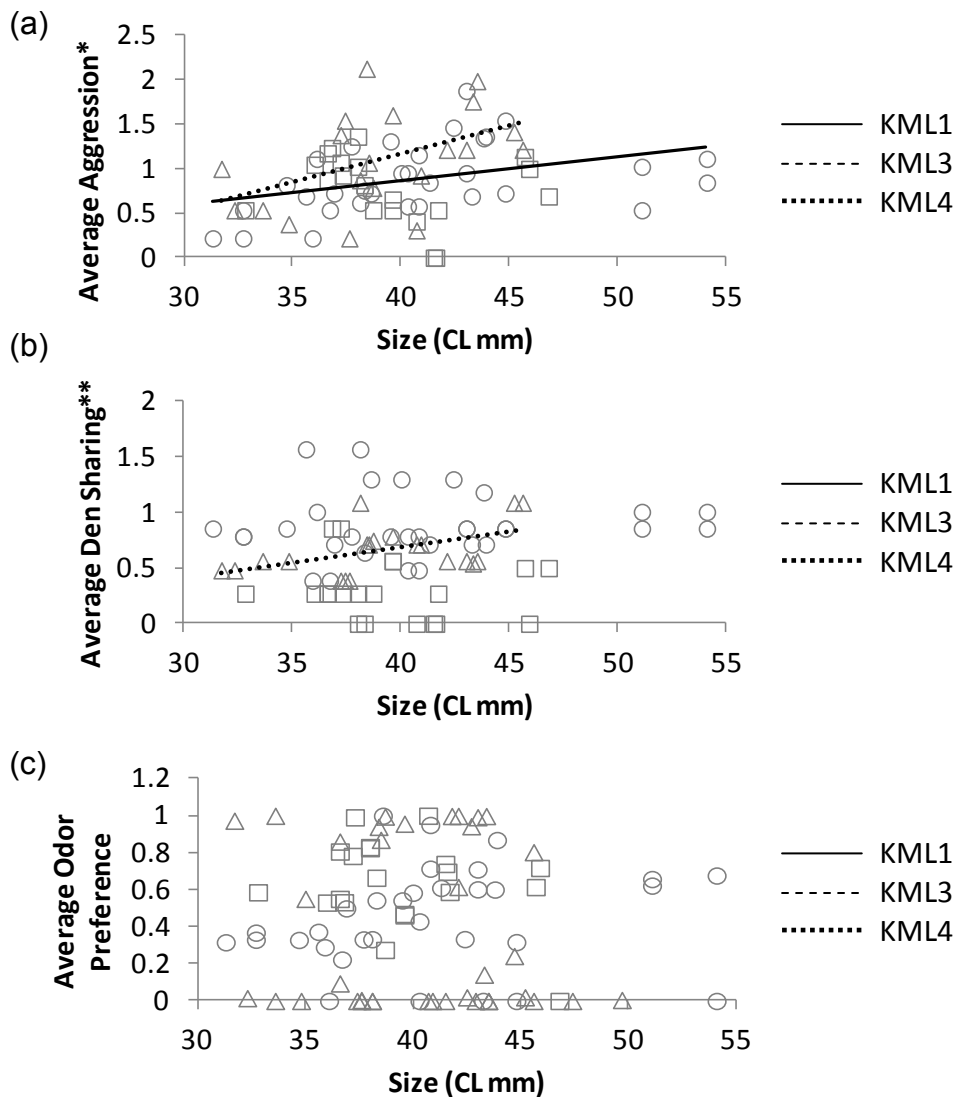 (a)
Average Aggression*
2.5
2
1.5
1
0.5
0
30 35 40 45 50 55
Size (CL mm)
KML1
KML3
KML4
(b)
Average Den Sharing**
2
1.5
1
0.5
0
30 35 40 45 50 55
Size (CL mm)
KML1
KML3
KML4
(c)
Average Odor
Preference
1.2
1
0.8
0.6
0.4
0.2
0
30 35 40 45 50 55
Size (CL mm)
KML1
KML3
KML4